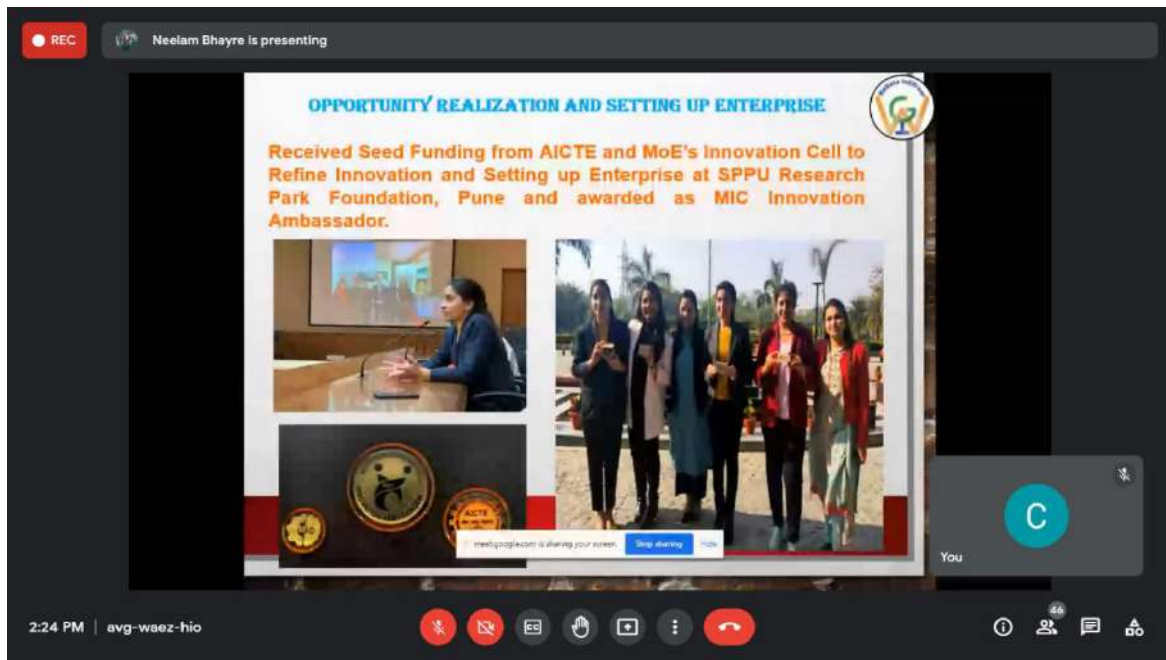 REC
Neelam Bhayre is presenting
OPPORTUNITY REALIZATION AND SETTING UP ENTERPRISE
Received Seed Funding from AICTE and MoE's Innovation Cell to
Refine Innovation and Setting up Enterprise at SPPU Research
Park Foundation, Pune and awarded as MIC Innovation
Ambassador.
AICTE
meet.google.com is sharing your screen.
Stop sharing
Hide
C
You
2:24 PM | avg-waez-hio
CC
46